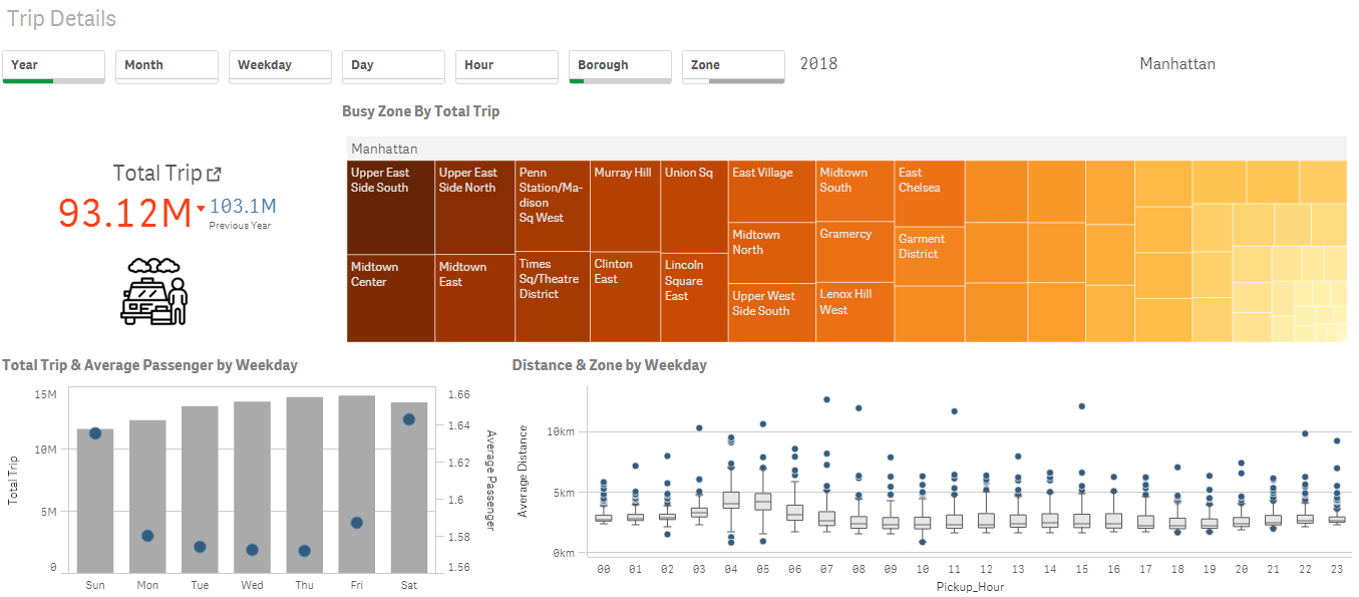 Trip Details
Year Month Weekday Day Hour Borough Zone 2018 Manhattan
Busy Zone By Total Trip
Manhattan
Total Trip
93.12M 103.1M
Previous Year
Upper East
Side South
Upper East
Side North
Penn
Station/Ma-
dison
Sq West
Murray Hill
Union Sq
East Village
Midtown
South
East
Chelsea
Midtown
North
Gramercy
Garment
District
Midtown
Center
Midtown
East
Times
Sq/Theatre
District
Clinton
East
Lincoln
Square
East
Upper West
Side South
Lenox Hill
West
Total Trip & Average Passenger by Weekday
15M
10M
5M
0
Total Trip
1.66
1.64
1.62
1.6
1.58
1.56
Average Passenger
Sun Mon Tue Wed Thu Fri Sat
Distance & Zone by Weekday
Average Distance
10km
5km
0km
00 01 02 03 04 05 06 07 08 09 10 11 12 13 14 15 16 17 18 19 20 21 22 23
Pickup_Hour